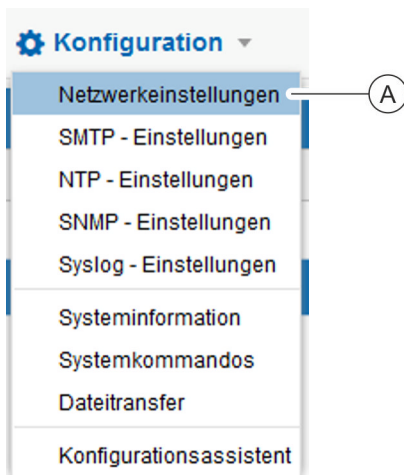 Konfiguration
Netzwerkeinstellungen
A
SMTP - Einstellungen
NTP - Einstellungen
SNMP - Einstellungen
Syslog - Einstellungen
Systeminformation
Systemkommandos
Dateitransfer
Konfigurationsassistent